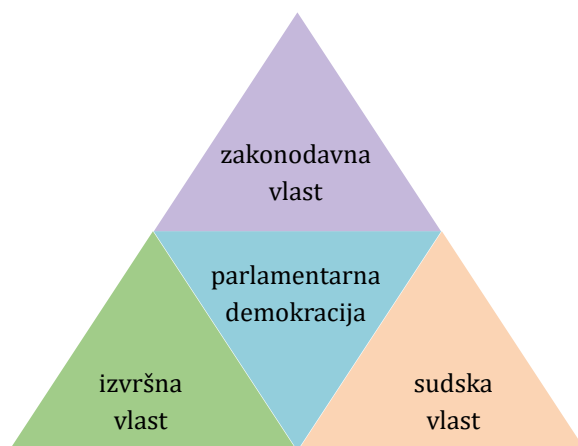 zakonodavna
vlast
parlamentarna
demokracija
izvršna
vlast
sudska
vlast